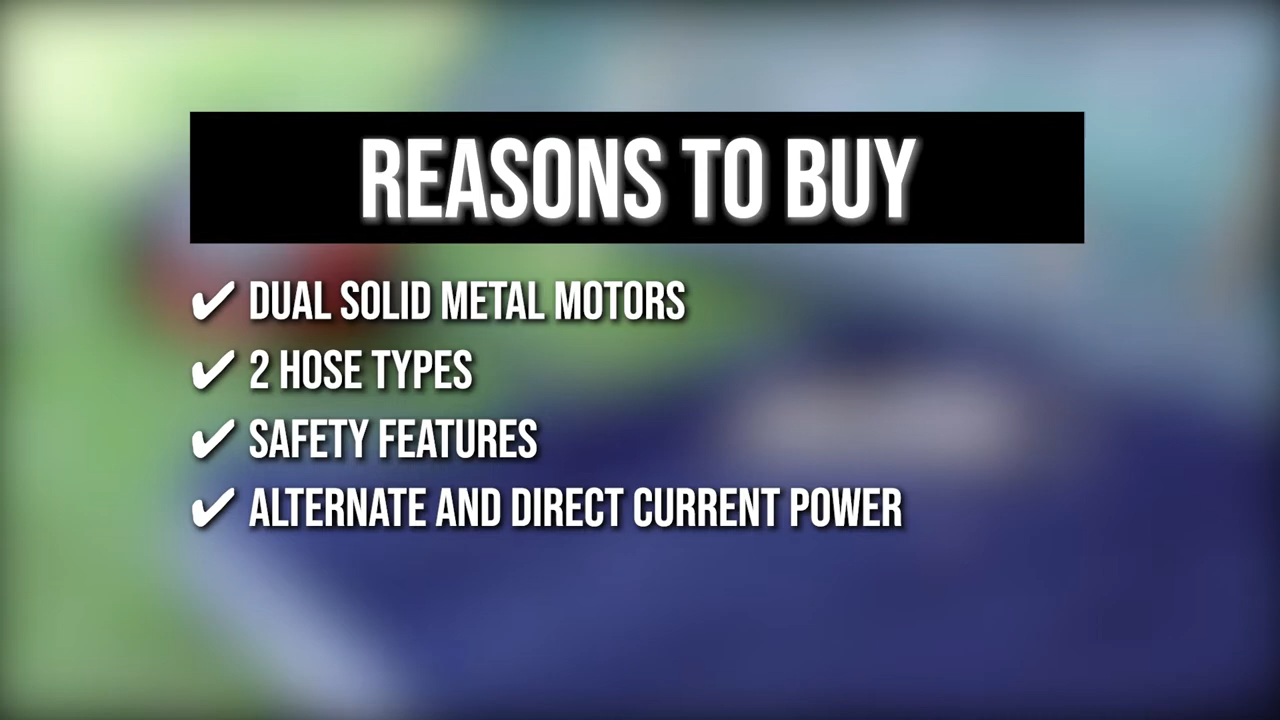 REASONS TO BUY
✔ DUAL SOLID METAL MOTORS
✔ 2 HOSE TYPES
✔ SAFETY FEATURES
✔ ALTERNATE AND DIRECT CURRENT POWER